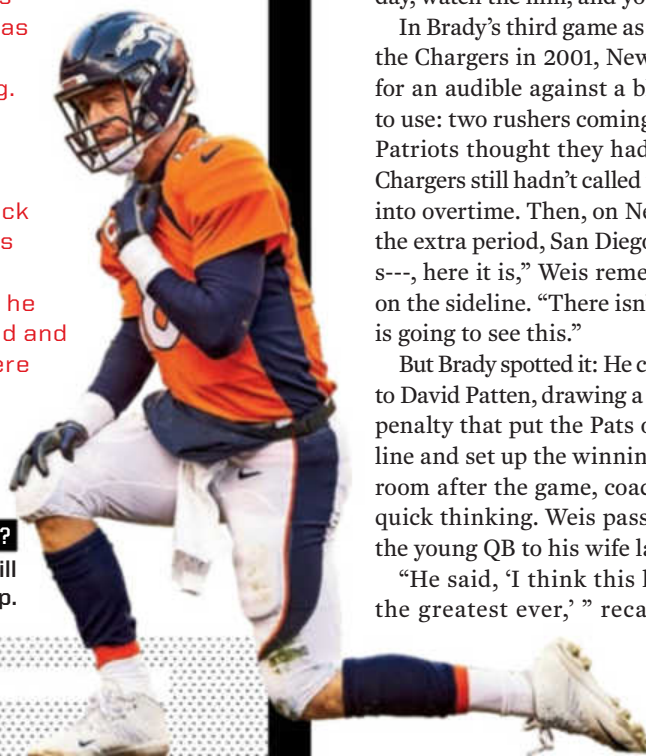 as
g.
ck
s
he
d and
ere
?
ill
p.
day, watch the film, and yo
In Brady’s third game as
the Chargers in 2001, New
for an audible against a b
to use: two rushers coming
Patriots thought they had
Chargers still hadn’t called
into overtime. Then, on Ne
the extra period, San Diego
s---, here it is,” Weis reme
on the sideline. “There isn’
is going to see this.”
But Brady spotted it: He c
to David Patten, drawing a
penalty that put the Pats o
line and set up the winnin
room after the game, coac
quick thinking. Weis pass
the young QB to his wife la
“He said, ‘I think this k
the greatest ever,’ ” reca